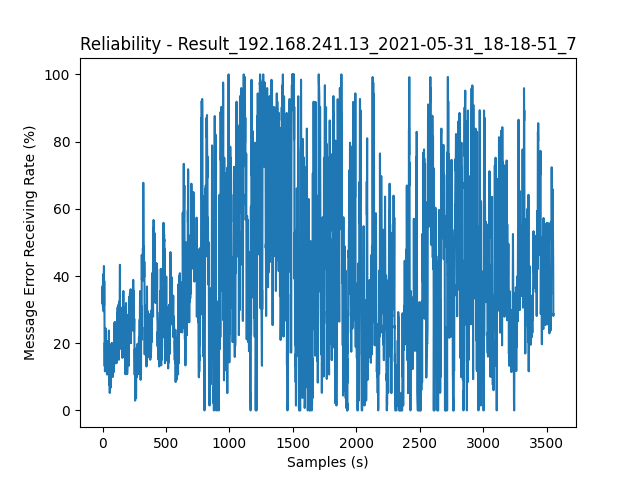 Reliability - Result_192.168.241.13_2021-05-31_18-18-51_7
Message Error Receiving Rate (%)
100
80
60
40
20
0
0 500 1000 1500 2000 2500 3000 3500
Samples (s)